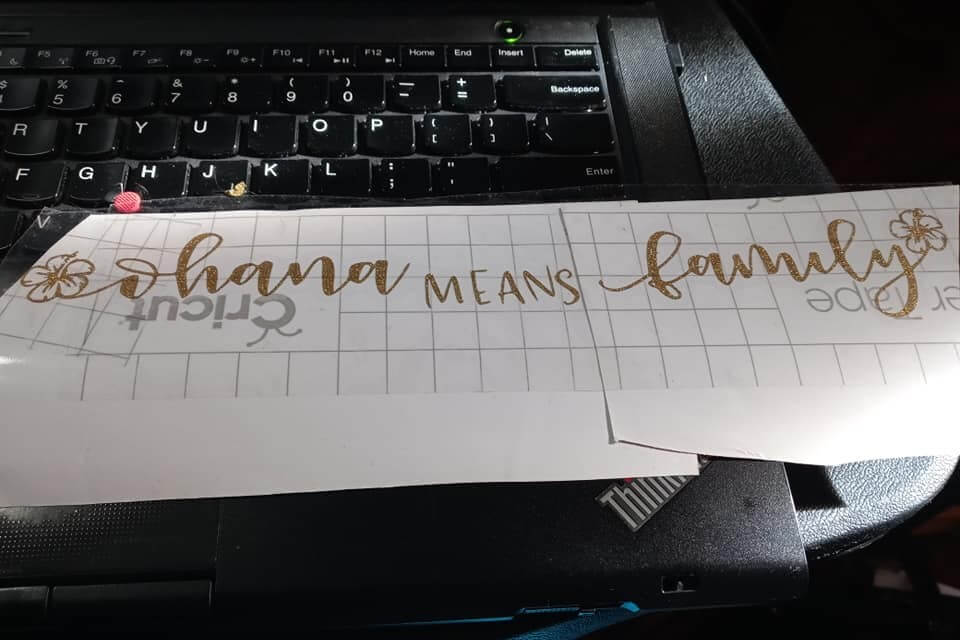 F5 F6 F7 F8 F9 F10 F11 F12 Home End Insert Delete
$ % ^ & * ( ) _ + Backspace
4 5 6 7 8 9 0 - =
R T Y U I O P { } |
[ ] \
F G H J K L : " Enter
; '
V
ohana MEANS family
Cricut
er Tape
Think